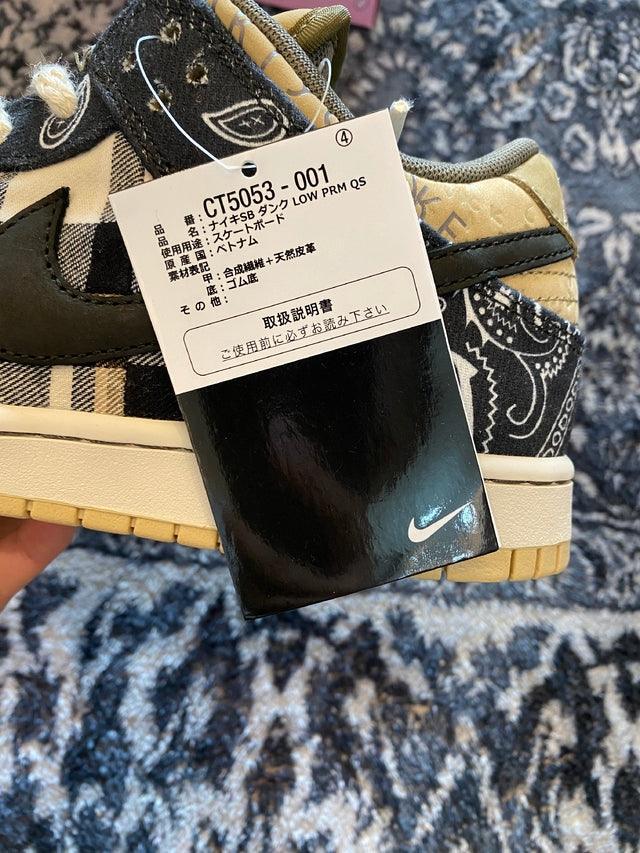 ④
品 番：CT5053-001
品 名：ナイキSB ダンク LOW PRM QS
使用用途：スケートボード
原 産 国：ベトナム
素材表記
甲：合成繊維＋天然皮革
底：ゴム底
そ の 他：
取扱説明書
ご使用前に必ずお読み下さい